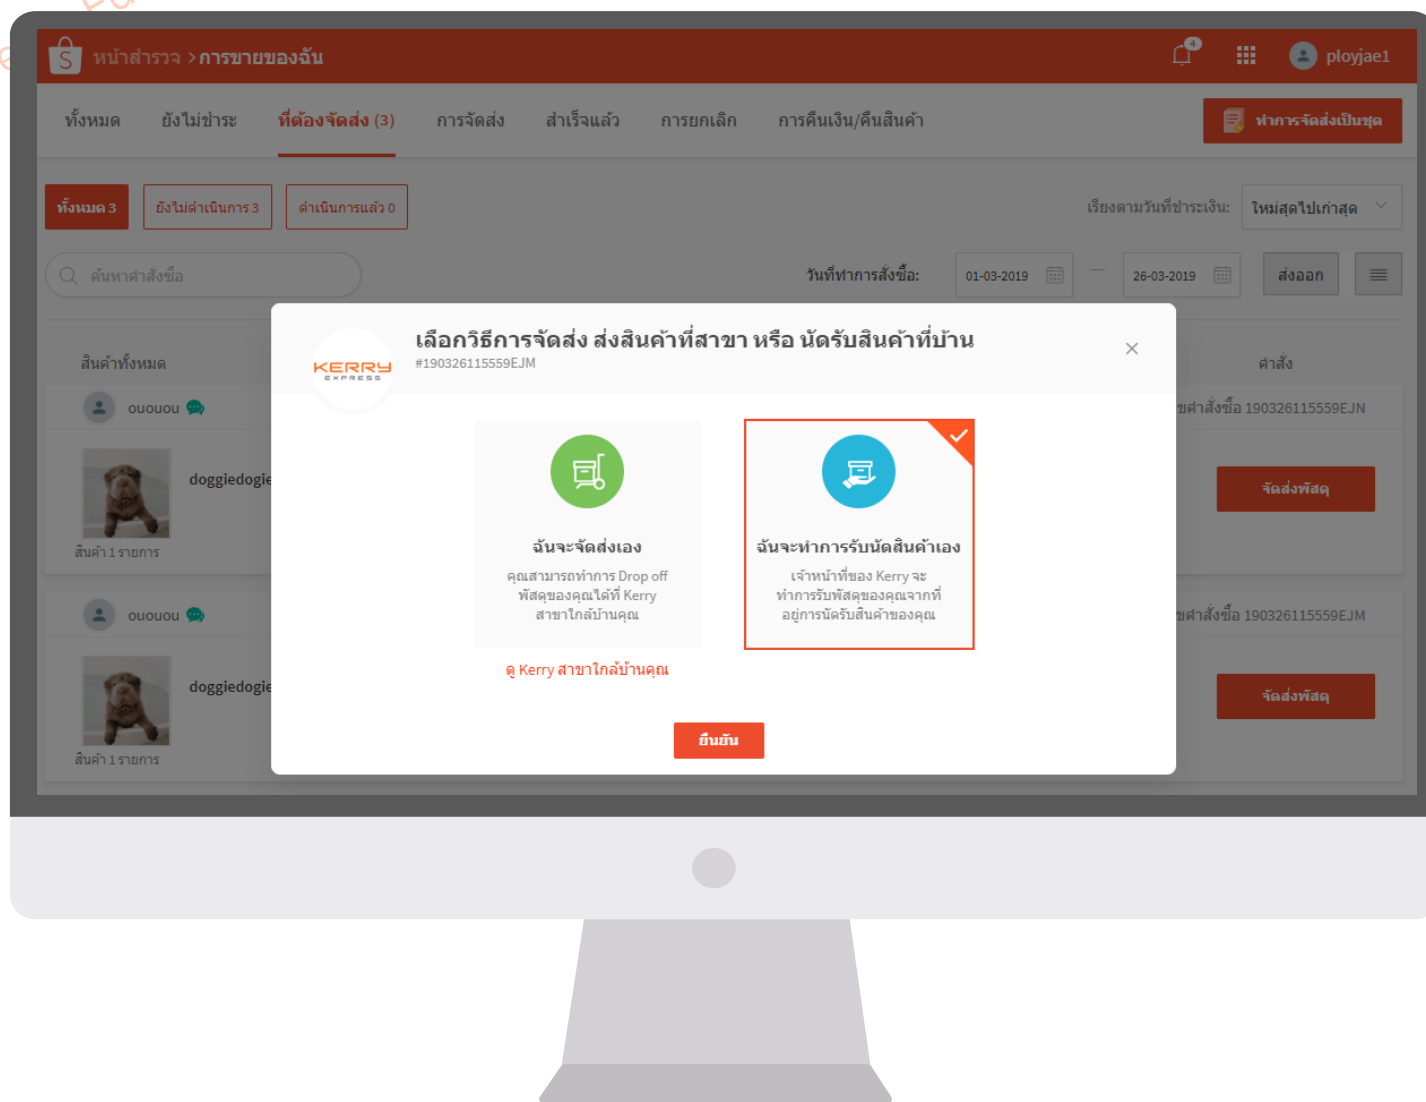 หน้าสำรวจ > การขายของฉัน
4
ployjae1
ทั้งหมด ยังไม่ชำระ ที่ต้องจัดส่ง (3) การจัดส่ง สำเร็จแล้ว การยกเลิก การคืนเงิน/คืนสินค้า
ทำการจัดส่งเป็นชุด
ทั้งหมด 3 ยังไม่ดำเนินการ 3 ดำเนินการแล้ว 0
เรียงตามวันที่ชำระเงิน: ใหม่สุดไปเก่าสุด
ค้นหาคำสั่งซื้อ
วันที่ทำการสั่งซื้อ: 01-03-2019 — 26-03-2019 ส่งออก
สินค้าทั้งหมด
คำสั่ง
KERRY
EXPRESS
เลือกวิธีการจัดส่ง ส่งสินค้าที่สาขา หรือ นัดรับสินค้าที่บ้าน
#190326115559EJM
ououou
ขคำสั่งซื้อ 190326115559EJN
doggiedogie
จัดส่งพัสดุ
สินค้า 1 รายการ
ฉันจะจัดส่งเอง
คุณสามารถทำการ Drop off
พัสดุของคุณได้ที่ Kerry
สาขาใกล้บ้านคุณ
ดู Kerry สาขาใกล้บ้านคุณ
ฉันจะทำการรับนัดสินค้าเอง
เจ้าหน้าที่ของ Kerry จะ
ทำการรับพัสดุของคุณจากที่
อยู่การนัดรับสินค้าของคุณ
ououou
ขคำสั่งซื้อ 190326115559EJM
doggiedogie
จัดส่งพัสดุ
สินค้า 1 รายการ
ยืนยัน